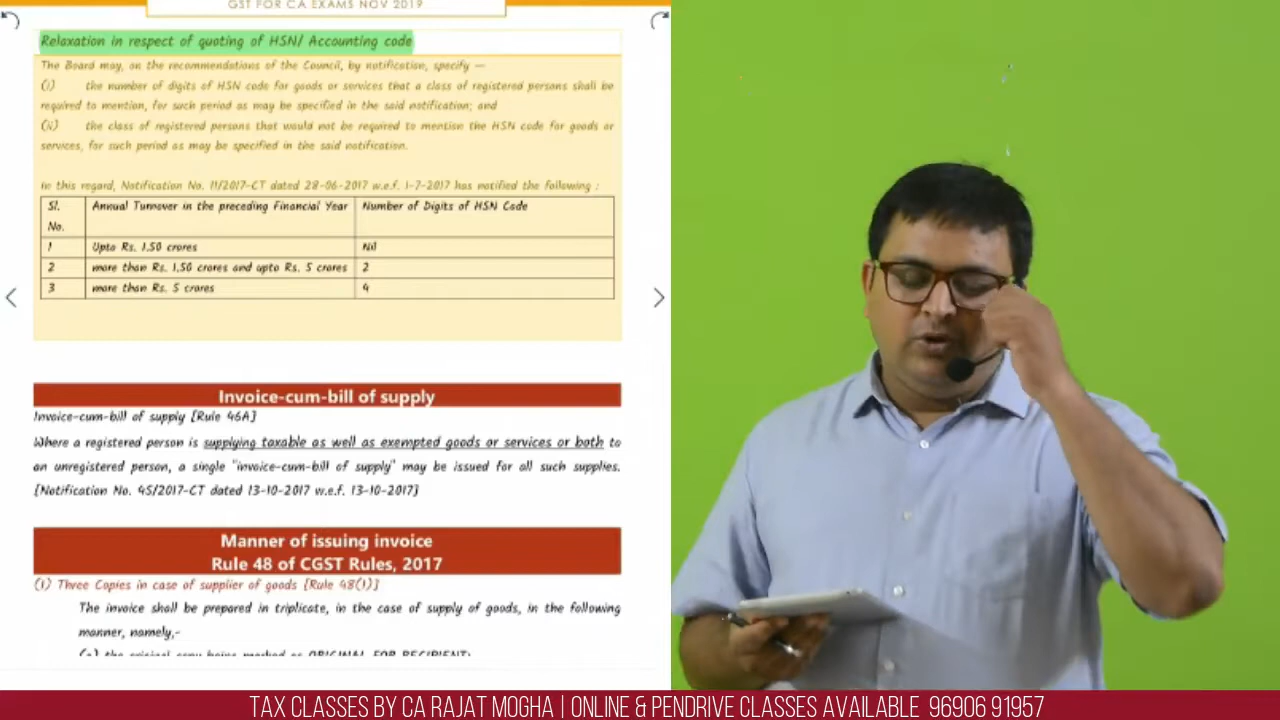 GST FOR CA EXAMS NOV 2019
Relaxation in respect of quoting of HSN/ Accounting code
The Board may, on the recommendations of the Council, by notification, specify —
(i) the number of digits of HSN code for goods or services that a class of registered persons shall be
required to mention, for such period as may be specified in the said notification; and
(ii) the class of registered persons that would not be required to mention the HSN code for goods or
services, for such period as may be specified in the said notification.
In this regard, Notification No. 11/2017-CT dated 28-06-2017 w.e.f. 1-7-2017 has notified the following :
Sl. No. Annual Turnover in the preceding Financial Year Number of Digits of HSN Code
1 Upto Rs. 1.50 crores Nil
2 more than Rs. 1.50 crores and upto Rs. 5 crores 2
3 more than Rs. 5 crores 4
Invoice-cum-bill of supply
Invoice-cum-bill of supply [Rule 46A]
Where a registered person is supplying taxable as well as exempted goods or services or both to
an unregistered person, a single "invoice-cum-bill of supply" may be issued for all such supplies.
[Notification No. 45/2017-CT dated 13-10-2017 w.e.f. 13-10-2017]
Manner of issuing invoice
Rule 48 of CGST Rules, 2017
(1) Three Copies in case of supplier of goods [Rule 48(1)]
The invoice shall be prepared in triplicate, in the case of supply of goods, in the following
manner, namely,-
(a) the original copy being marked as ORIGINAL FOR RECIPIENT;
TAX CLASSES BY CA RAJAT MOGHA | ONLINE & PENDRIVE CLASSES AVAILABLE 96906 91957